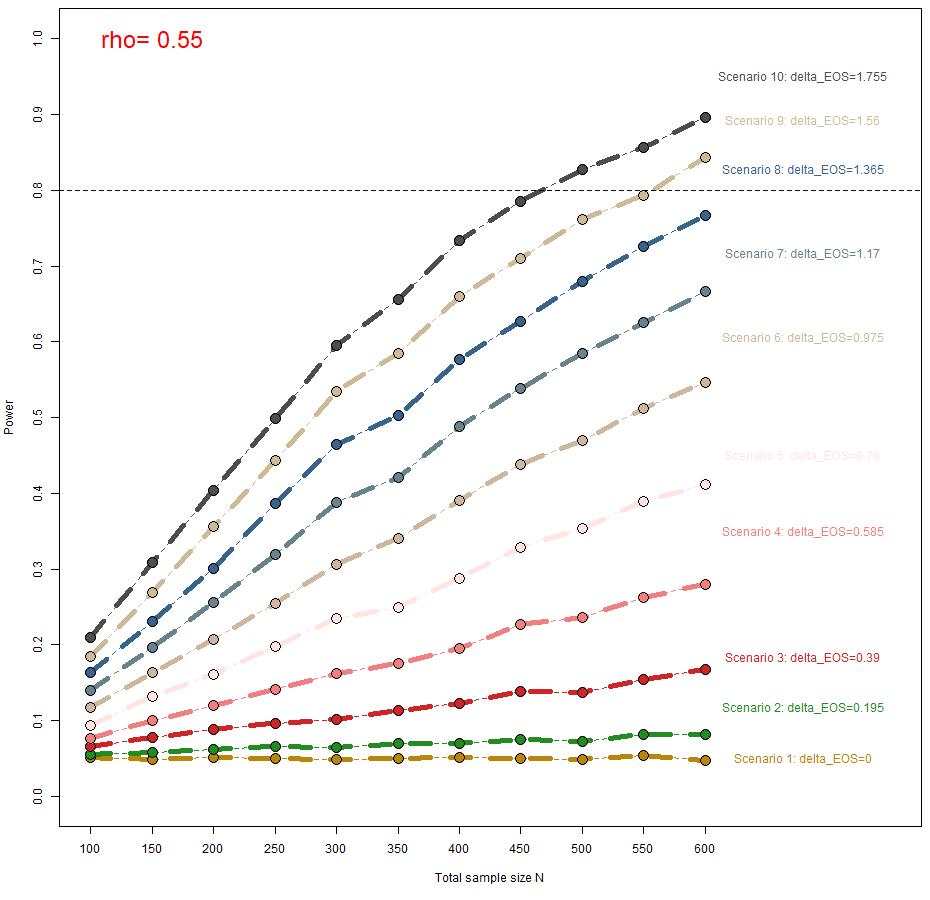 rho= 0.55
1.0
0.9
0.8
0.7
0.6
0.5
0.4
0.3
0.2
0.1
0.0
Power
Scenario 10: delta_EOS=1.755
Scenario 9: delta_EOS=1.56
Scenario 8: delta_EOS=1.365
Scenario 7: delta_EOS=1.17
Scenario 6: delta_EOS=0.975
Scenario 5: delta_EOS=0.78
Scenario 4: delta_EOS=0.585
Scenario 3: delta_EOS=0.39
Scenario 2: delta_EOS=0.195
Scenario 1: delta_EOS=0
100 150 200 250 300 350 400 450 500 550 600
Total sample size N